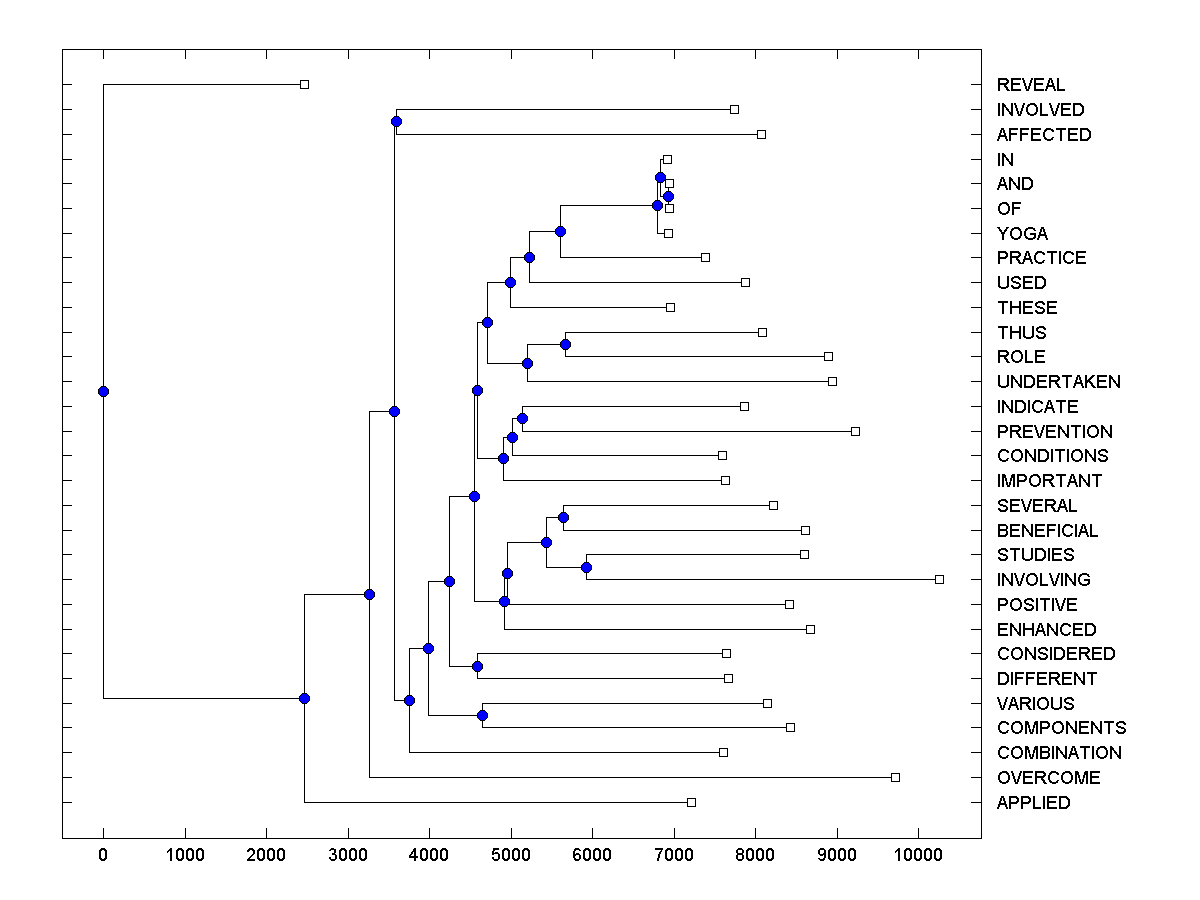 REVEAL
INVOLVED
AFFECTED
IN
AND
OF
YOGA
PRACTICE
USED
THESE
THUS
ROLE
UNDERTAKEN
INDICATE
PREVENTION
CONDITIONS
IMPORTANT
SEVERAL
BENEFICIAL
STUDIES
INVOLVING
POSITIVE
ENHANCED
CONSIDERED
DIFFERENT
VARIOUS
COMPONENTS
COMBINATION
OVERCOME
APPLIED
0 1000 2000 3000 4000 5000 6000 7000 8000 9000 10000